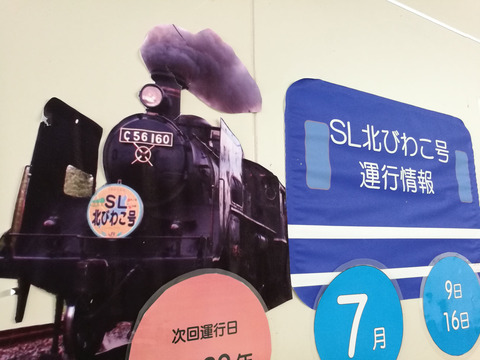 C56 160
SL
北びわこ号
SL北びわこ号
運行情報
次回運行日
年
7月
9日
16日